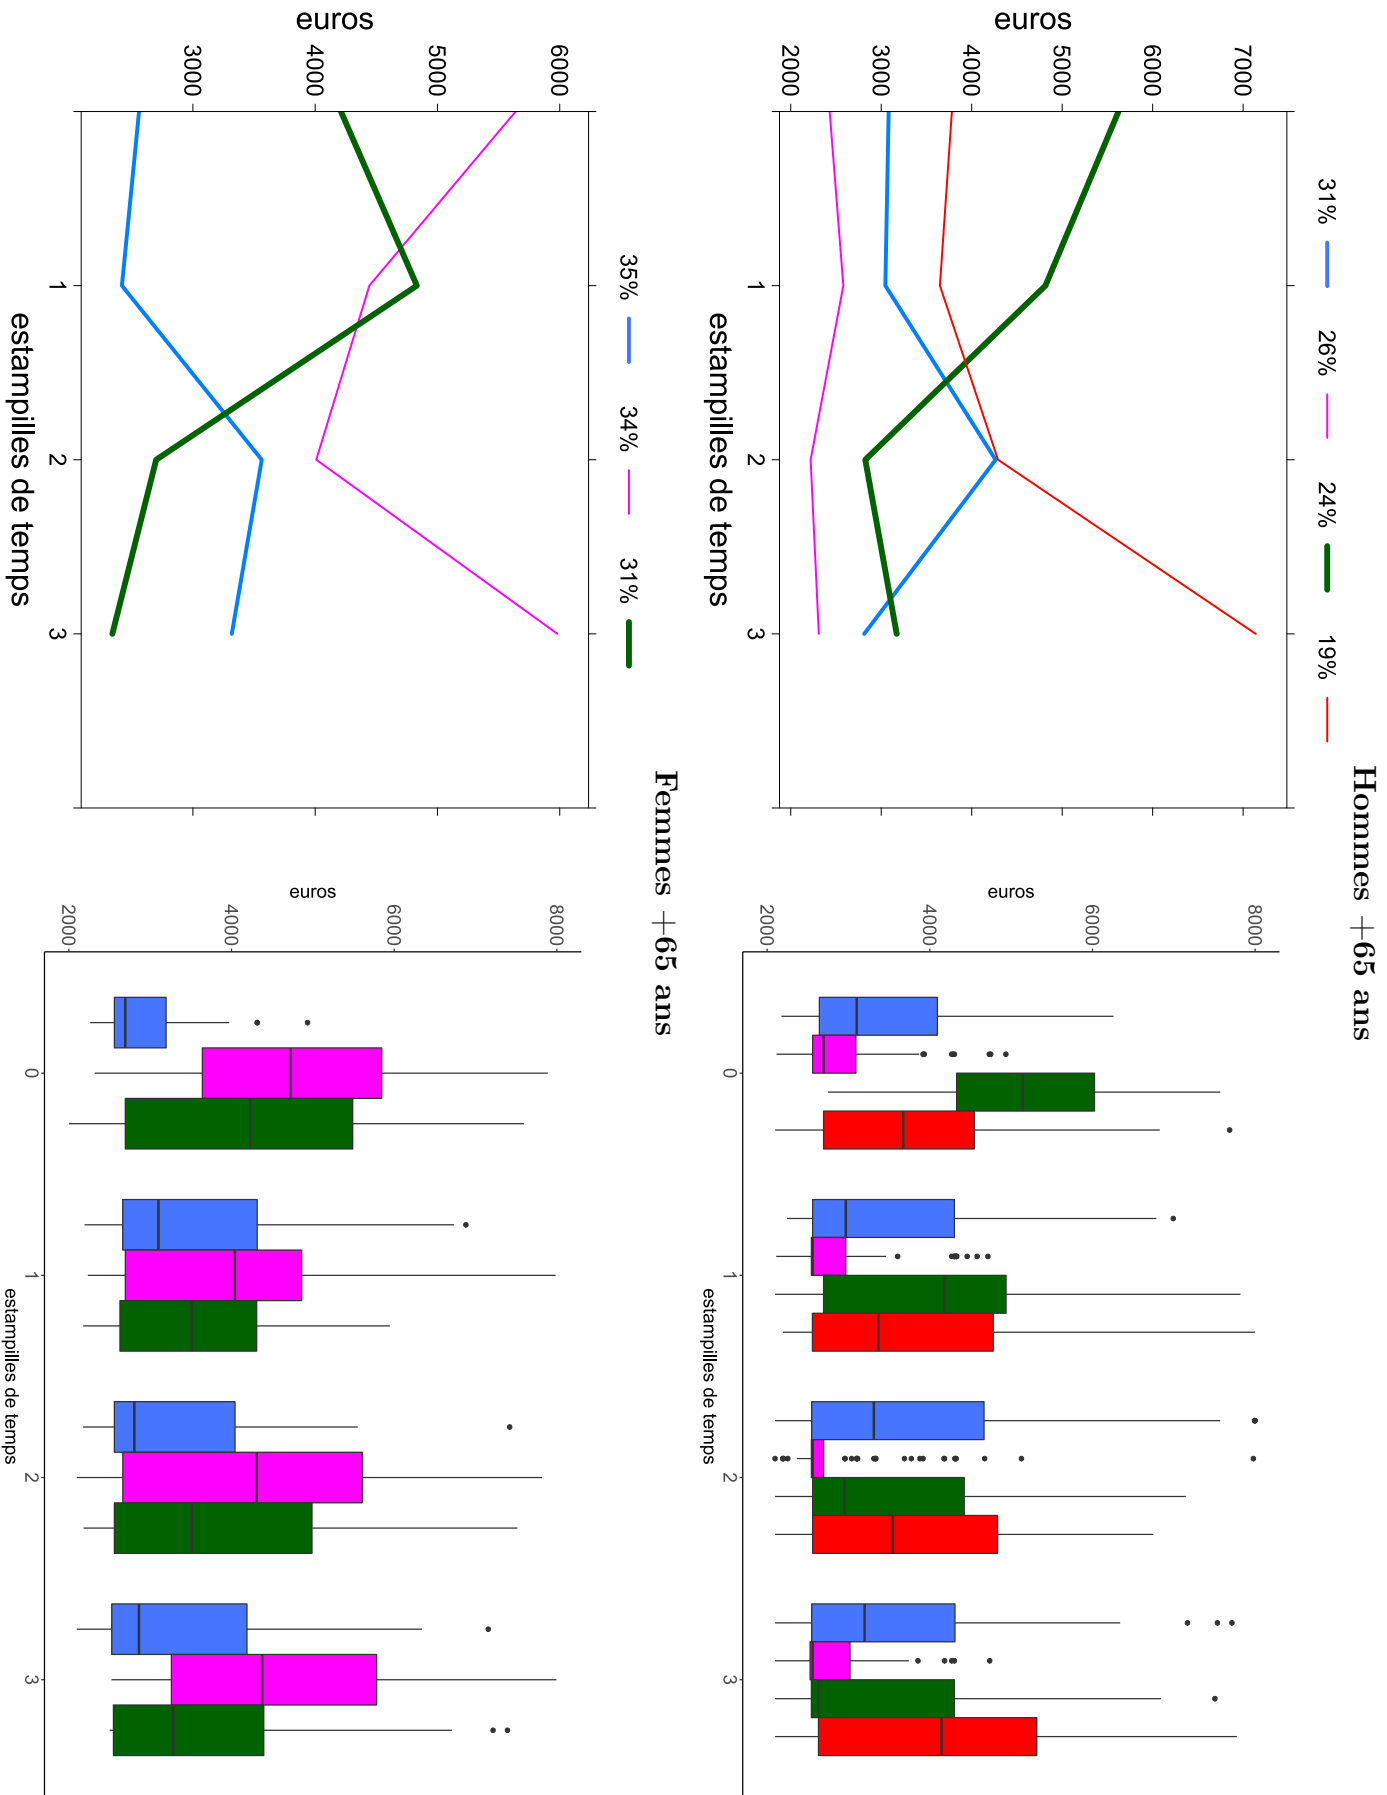 Hommes +65 ans
31% 26% 24% 19%
euros
2000 3000 4000 5000 6000 7000
1 2 3
estampilles de temps
euros
2000 4000 6000 8000
0 1 2 3
estampilles de temps
Femmes +65 ans
35% 34% 31%
euros
3000 4000 5000 6000
1 2 3
estampilles de temps
euros
2000 4000 6000 8000
0 1 2 3
estampilles de temps